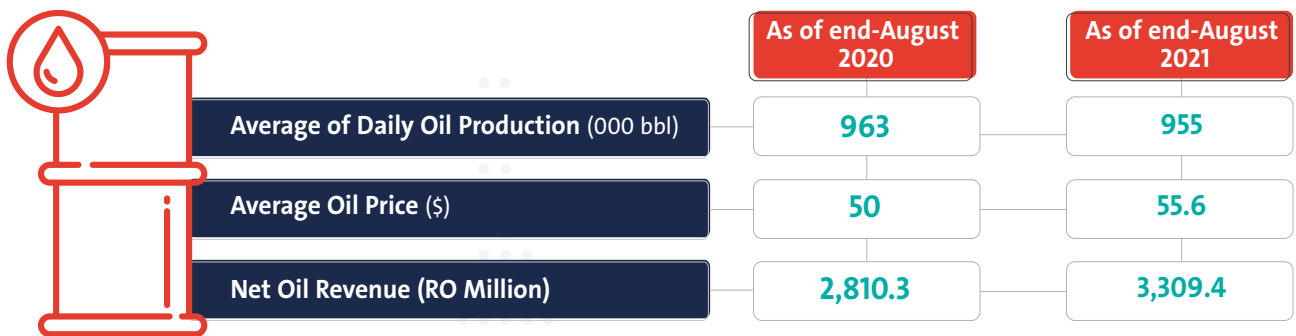 As of end-August
2020
As of end-August
2021
Average of Daily Oil Production (000 bbl)
963
955
Average Oil Price ($)
50
55.6
Net Oil Revenue (RO Million)
2,810.3
3,309.4